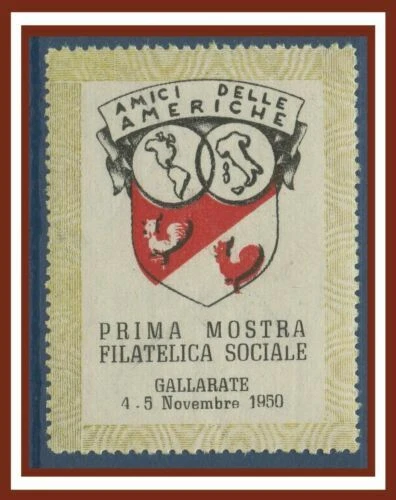 AMICI DELLE
AMERICHE
PRIMA MOSTRA
FILATELICA SOCIALE
GALLARATE
4-5 Novembre 1950